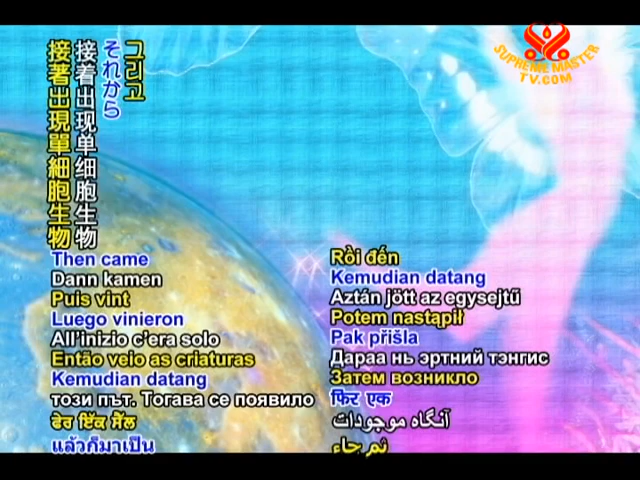 SUPREME MASTER
TV.COM
그리고
それから
接着出现单细胞生物
接著出現單細胞生物
Then came
Dann kamen
Puis vint
Luego vinieron
All'inizio c'era solo
Então veio as criaturas
Kemudian datang
този път. Тогава се появило
ਫੇਰ ਇੱਕ ਸੈੱਲ
แล้วก็มาเป็น
Rồi đến
Kemudian datang
Aztán jött az egysejtű
Potem nastąpił
Pak přišla
Дараа нь эртний тэнгис
Затем возникло
फिर एक
آنگاه موجودات
ثم جاء